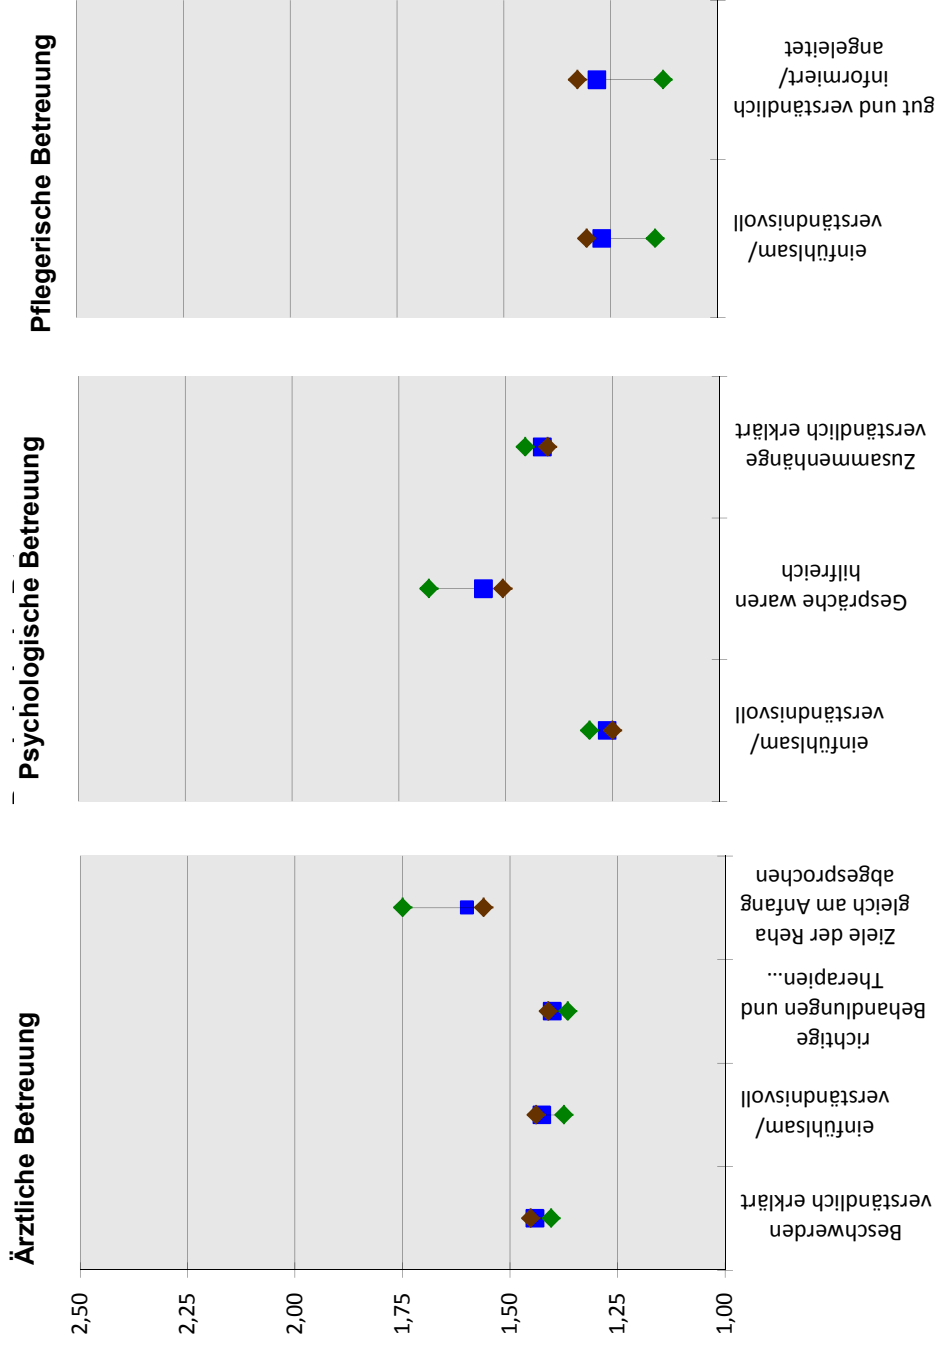 Ärztliche Betreuung
Psychologische Betreuung
Pflegerische Betreuung
2,50
2,25
2,00
1,75
1,50
1,25
1,00
Beschwerden
verständlich erklärt
einfühlsam/
verständnisvoll
richtige
Behandlungen und
Therapien...
Ziele der Reha
gleich am Anfang
abgesprochen
einfühlsam/
verständnisvoll
Gespräche waren
hilfreich
Zusammenhänge
verständlich erklärt
einfühlsam/
verständnisvoll
gut und verständlich
informiert/
angeleitet